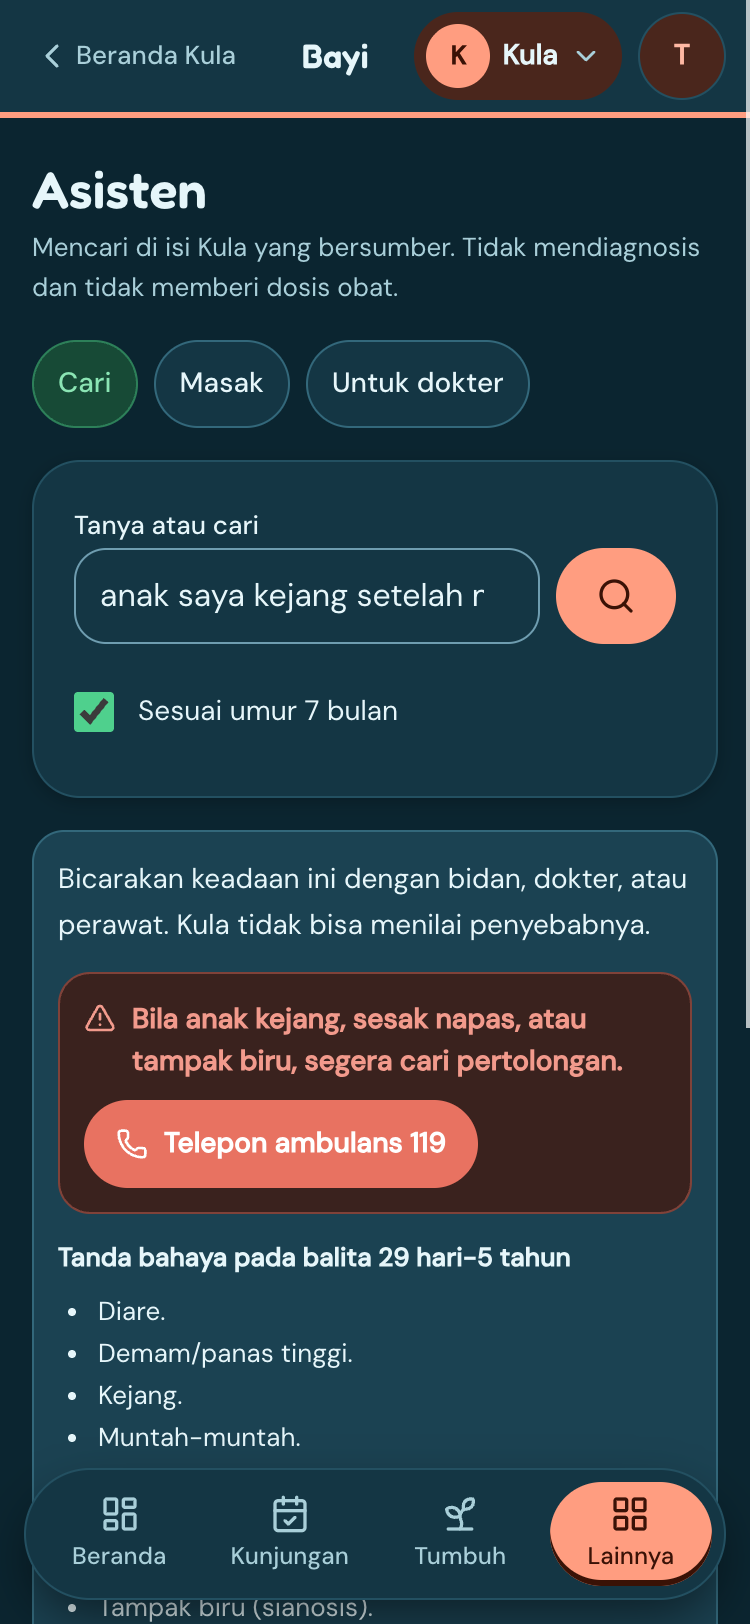 Beranda Kula
Bayi
K
Kula
T
Asisten
Mencari di isi Kula yang bersumber. Tidak mendiagnosis
dan tidak memberi dosis obat.
Cari
Masak
Untuk dokter
Tanya atau cari
anak saya kejang setelah r
Sesuai umur 7 bulan
Bicarakan keadaan ini dengan bidan, dokter, atau
perawat. Kula tidak bisa menilai penyebabnya.
Bila anak kejang, sesak napas, atau
tampak biru, segera cari pertolongan.
Telepon ambulans 119
Tanda bahaya pada balita 29 hari–5 tahun
• Diare.
• Demam/panas tinggi.
• Kejang.
• Muntah-muntah.
Beranda
Kunjungan
Tumbuh
Lainnya
• Tampak biru (sianosis).